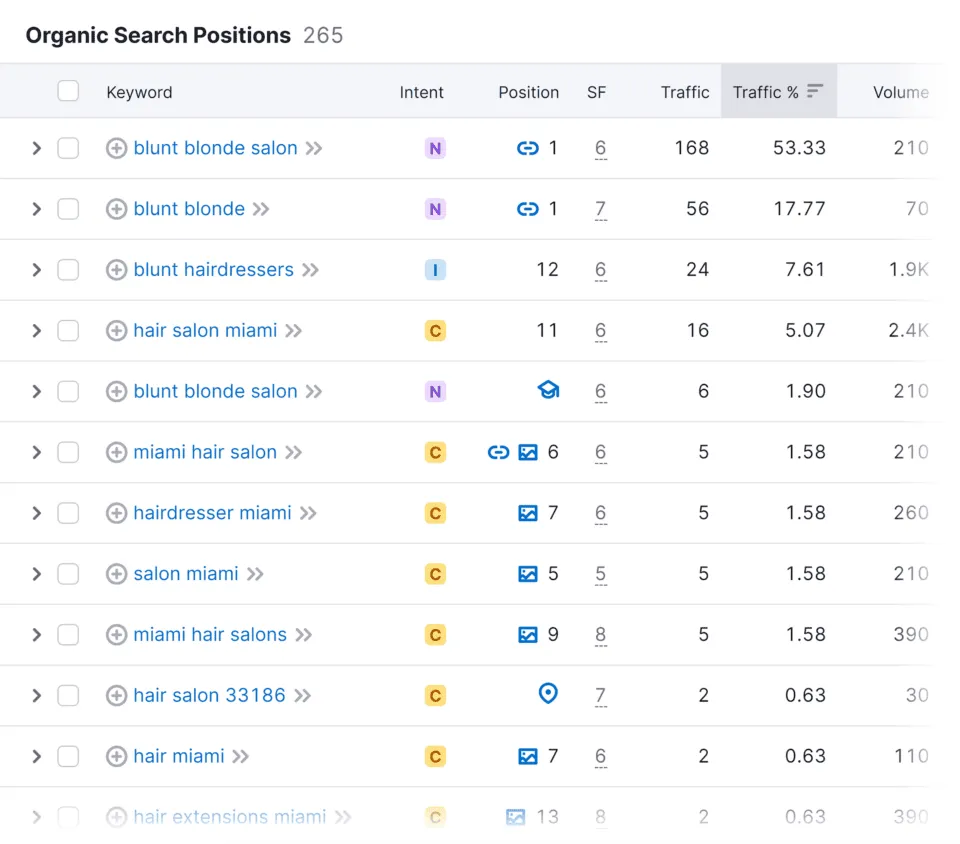 Organic Search Positions 265
Keyword Intent Position SF Traffic Traffic % Volume
blunt blonde salon N 1 6 168 53.33 210
blunt blonde N 1 7 56 17.77 70
blunt hairdressers I 12 6 24 7.61 1.9K
hair salon miami C 11 6 16 5.07 2.4K
blunt blonde salon N 6 6 1.90 210
miami hair salon C 6 6 5 1.58 210
hairdresser miami C 7 6 5 1.58 260
salon miami C 5 5 5 1.58 210
miami hair salons C 9 8 5 1.58 390
hair salon 33186 C 7 2 0.63 30
hair miami C 7 6 2 0.63 110
hair extensions miami C 13 8 2 0.63 390